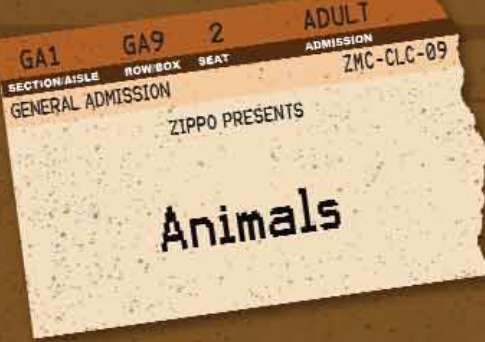 GA1 GA9 2 ADULT
SECTION/AISLE ROW/BOX SEAT ADMISSION
GENERAL ADMISSION ZMC-CLC-09
ZIPPO PRESENTS
Animals